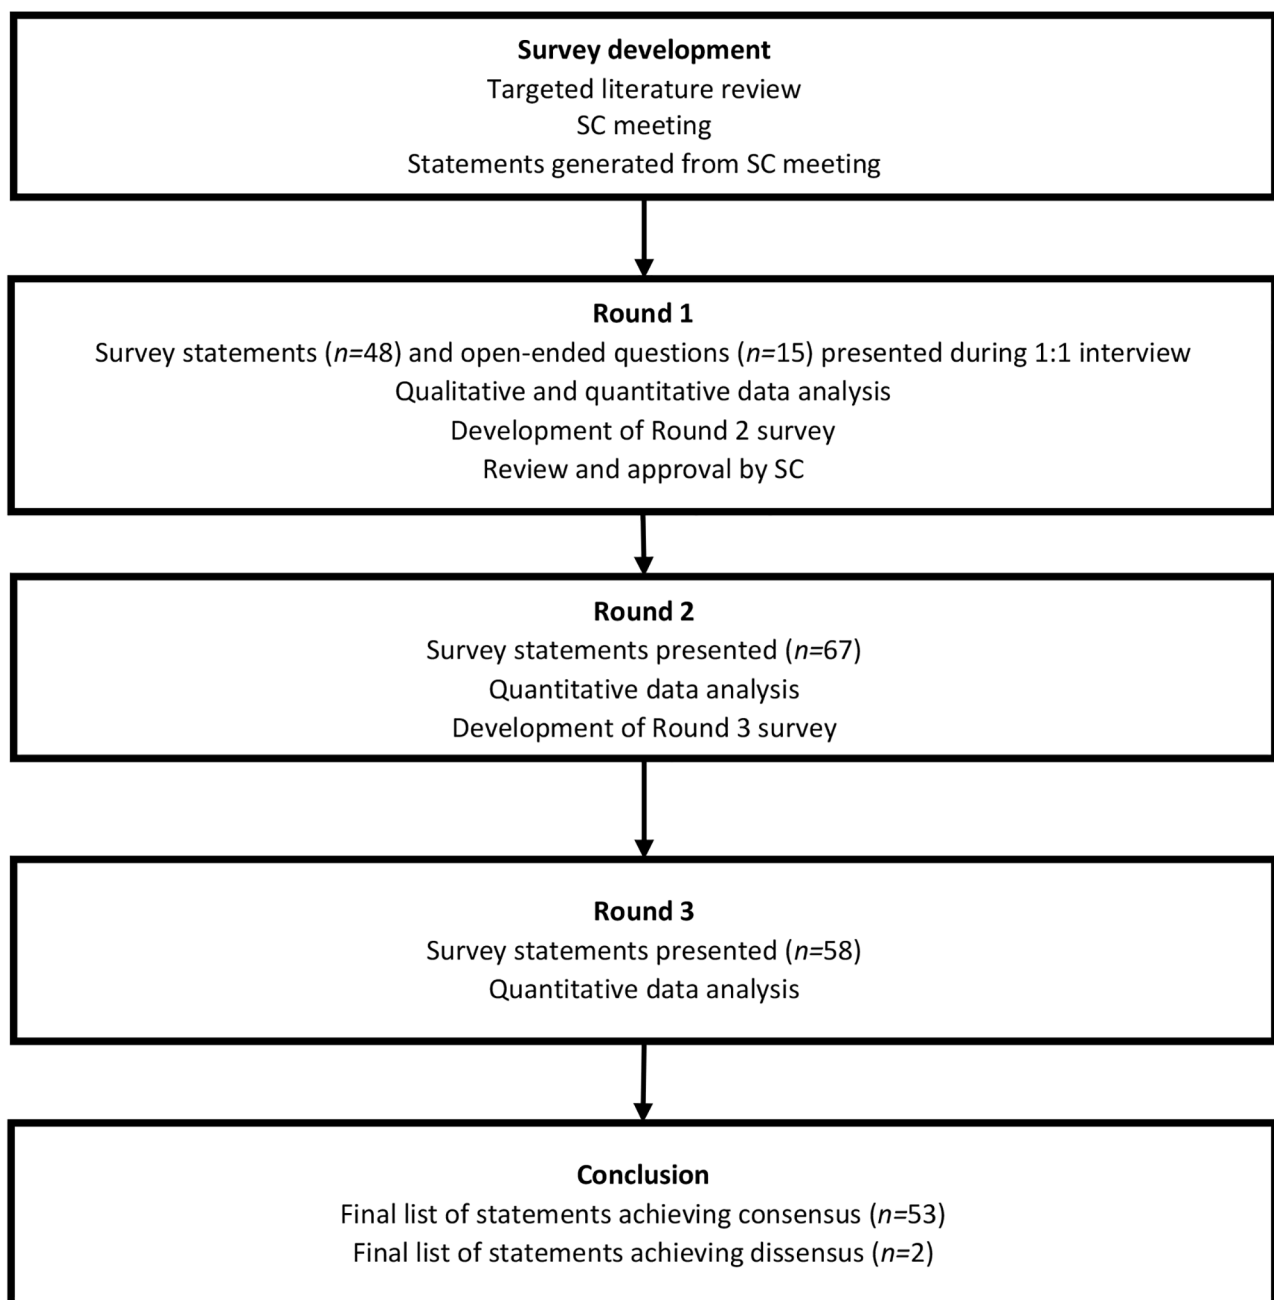 Survey development
Targeted literature review
SC meeting
Statements generated from SC meeting
Round 1
Survey statements (n=48) and open-ended questions (n=15) presented during 1:1 interview
Qualitative and quantitative data analysis
Development of Round 2 survey
Review and approval by SC
Round 2
Survey statements presented (n=67)
Quantitative data analysis
Development of Round 3 survey
Round 3
Survey statements presented (n=58)
Quantitative data analysis
Conclusion
Final list of statements achieving consensus (n=53)
Final list of statements achieving dissensus (n=2)